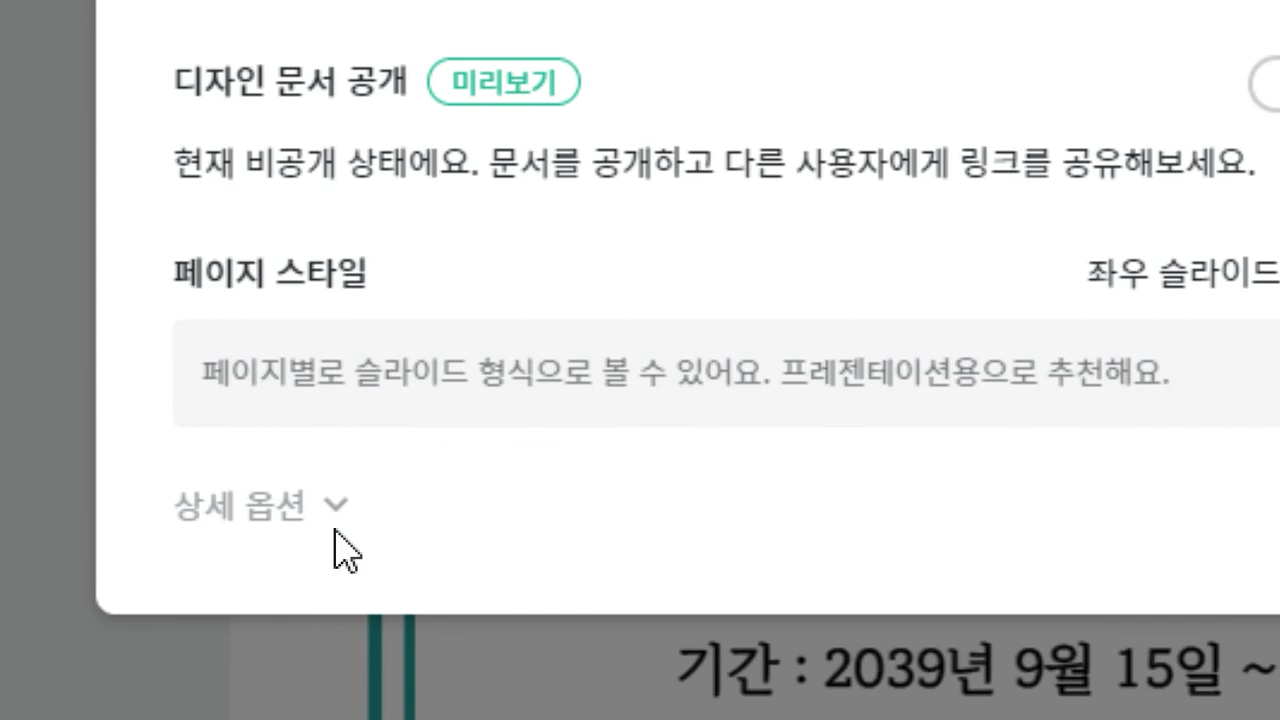 디자인 문서 공개 미리보기
현재 비공개 상태에요. 문서를 공개하고 다른 사용자에게 링크를 공유해보세요.
페이지 스타일 좌우 슬라이드
페이지별로 슬라이드 형식으로 볼 수 있어요. 프레젠테이션용으로 추천해요.
상세 옵션
기간 : 2039년 9월 15일 ~